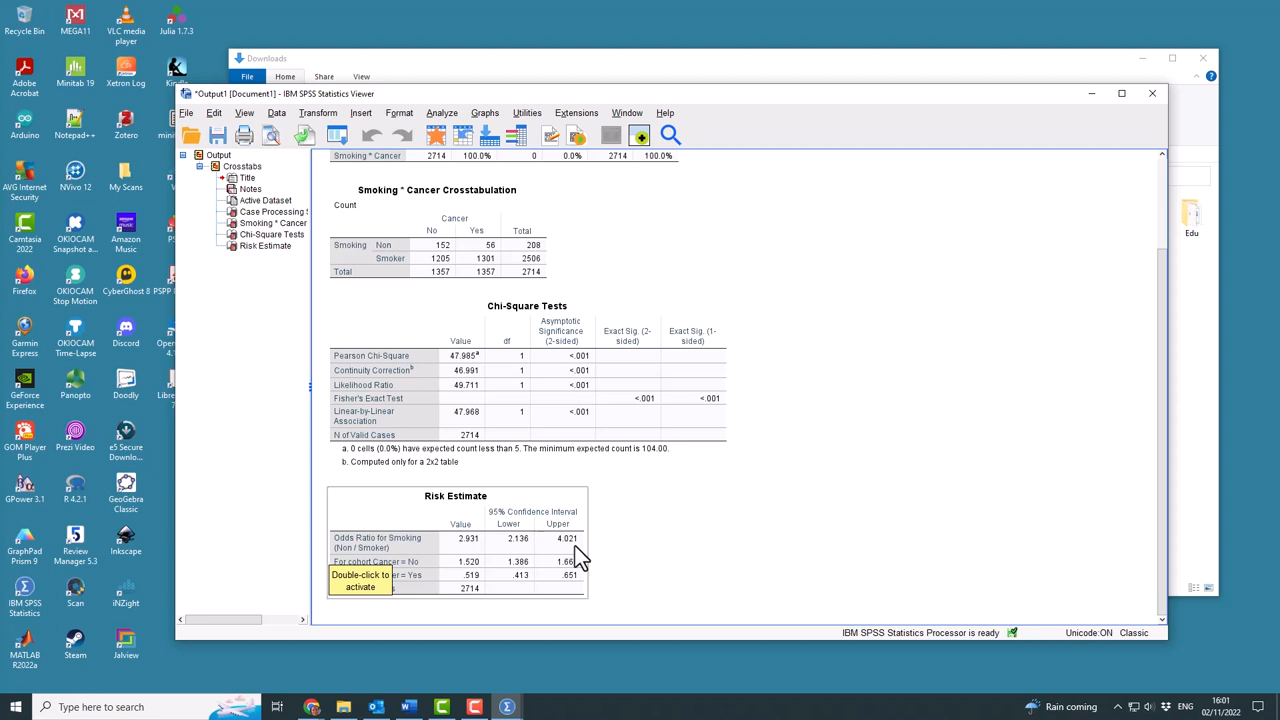 Recycle Bin
MEGA11
VLC media player
Julia 1.7.3
Adobe Acrobat
Minitab 19
Xetron Log
Kindle
Arduino
Notepad++
Zotero
AVG Internet Security
NVivo 12
My Scans
Camtasia 2022
OKIOCAM Snapshot a...
Amazon Music
Firefox
OKIOCAM Stop Motion
CyberGhost 8
PSPP
Garmin Express
OKIOCAM Time-Lapse
Discord
GeForce Experience
Panopto
Doodly
GOM Player Plus
Prezi Video
e5 Secure Downlo...
GPower 3.1
R 4.2.1
GeoGebra Classic
GraphPad Prism 9
Review Manager 5.3
Inkscape
IBM SPSS Statistics
Scan
iNZight
MATLAB R2022a
Steam
Jalview
Downloads
File Home Share View
Edu
*Output1 [Document1] - IBM SPSS Statistics Viewer
File Edit View Data Transform Insert Format Analyze Graphs Utilities Extensions Window Help
Output
Crosstabs
Title
Notes
Active Dataset
Case Processing S
Smoking * Cancer
Chi-Square Tests
Risk Estimate
Smoking * Cancer 2714 100.0% 0 0.0% 2714 100.0%
Smoking * Cancer Crosstabulation
Count
Cancer
No Yes Total
Smoking Non 152 56 208
Smoker 1205 1301 2506
Total 1357 1357 2714
Chi-Square Tests
Value df Asymptotic Significance (2-sided) Exact Sig. (2-sided) Exact Sig. (1-sided)
Pearson Chi-Square 47.985a 1 <.001
Continuity Correctionb 46.991 1 <.001
Likelihood Ratio 49.711 1 <.001
Fisher's Exact Test <.001 <.001
Linear-by-Linear Association 47.968 1 <.001
N of Valid Cases 2714
a. 0 cells (0.0%) have expected count less than 5. The minimum expected count is 104.00.
b. Computed only for a 2x2 table
Risk Estimate
95% Confidence Interval
Value Lower Upper
Odds Ratio for Smoking (Non / Smoker) 2.931 2.136 4.021
For cohort Cancer = No 1.520 1.386
= Yes .519 .413 .651
2714
Double-click to activate
IBM SPSS Statistics Processor is ready Unicode:ON Classic
Type here to search
Rain coming
ENG
16:01
02/11/2022